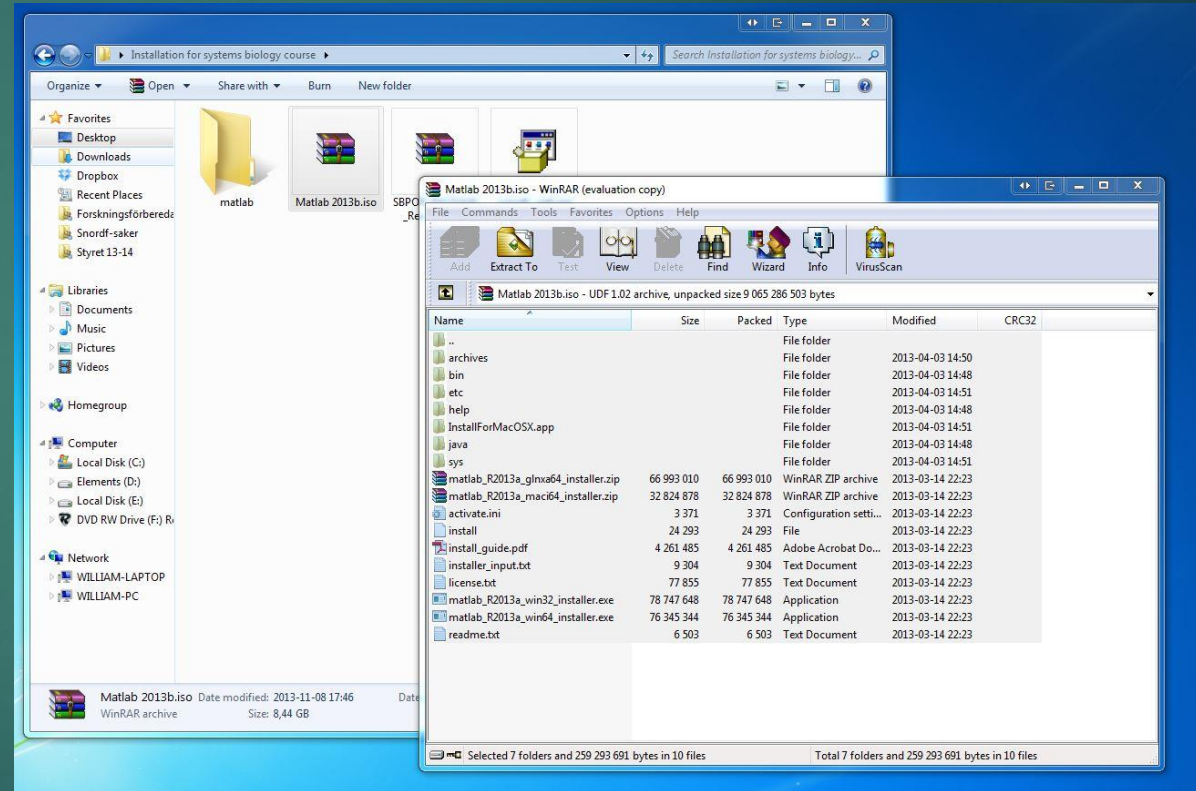 Installation for systems biology course
Search Installation for systems biology...
Organize Open Share with Burn New folder
Favorites
Desktop
Downloads
Dropbox
Recent Places
Forskningsförbereda
Snordf-saker
Styret 13-14
Libraries
Documents
Music
Pictures
Videos
Homegroup
Computer
Local Disk (C:)
Elements (D:)
Local Disk (E:)
DVD RW Drive (F:)
Network
WILLIAM-LAPTOP
WILLIAM-PC
matlab
Matlab 2013b.iso
SBPO
_Re
Matlab 2013b.iso Date modified: 2013-11-08 17:46 Date
WinRAR archive Size: 8,44 GB
Matlab 2013b.iso - WinRAR (evaluation copy)
File Commands Tools Favorites Options Help
Add Extract To Test View Delete Find Wizard Info VirusScan
Matlab 2013b.iso - UDF 1.02 archive, unpacked size 9 065 286 503 bytes
Name Size Packed Type Modified CRC32
.. File folder
archives File folder 2013-04-03 14:50
bin File folder 2013-04-03 14:48
etc File folder 2013-04-03 14:51
help File folder 2013-04-03 14:48
InstallForMacOSX.app File folder 2013-04-03 14:51
java File folder 2013-04-03 14:48
sys File folder 2013-04-03 14:51
matlab_R2013a_glnxa64_installer.zip 66 993 010 66 993 010 WinRAR ZIP archive 2013-03-14 22:23
matlab_R2013a_maci64_installer.zip 32 824 878 32 824 878 WinRAR ZIP archive 2013-03-14 22:23
activate.ini 3 371 3 371 Configuration setti... 2013-03-14 22:23
install 24 293 24 293 File 2013-03-14 22:23
install_guide.pdf 4 261 485 4 261 485 Adobe Acrobat Do... 2013-03-14 22:23
installer_input.txt 9 304 9 304 Text Document 2013-03-14 22:23
license.txt 77 855 77 855 Text Document 2013-03-14 22:23
matlab_R2013a_win32_installer.exe 78 747 648 78 747 648 Application 2013-03-14 22:23
matlab_R2013a_win64_installer.exe 76 345 344 76 345 344 Application 2013-03-14 22:23
readme.txt 6 503 6 503 Text Document 2013-03-14 22:23
Selected 7 folders and 259 293 691 bytes in 10 files Total 7 folders and 259 293 691 bytes in 10 files